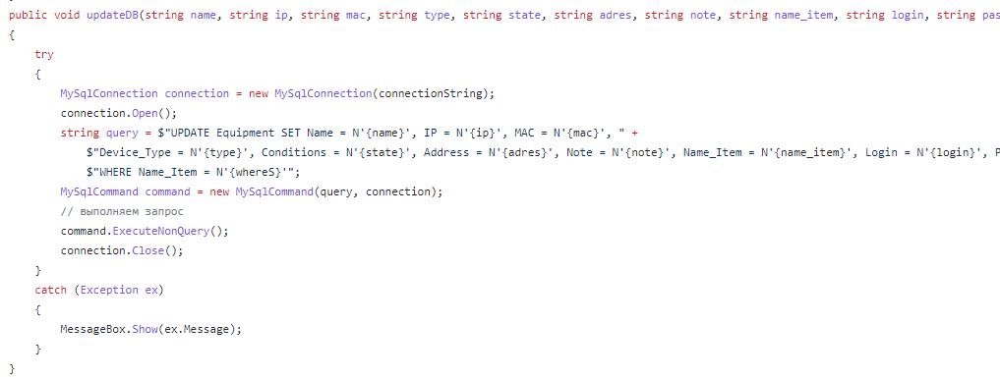 public void updateDB(string name, string ip, string mac, string type, string state, string adres, string note, string name_item, string login, string pas
{
try
{
MySqlConnection connection = new MySqlConnection(connectionString);
connection.Open();
string query = $"UPDATE Equipment SET Name = N'{name}', IP = N'{ip}', MAC = N'{mac}', " +
$"Device_Type = N'{type}', Conditions = N'{state}', Address = N'{adres}', Note = N'{note}', Name_Item = N'{name_item}', Login = N'{login}', P
$"WHERE Name_Item = N'{whereS}'";
MySqlCommand command = new MySqlCommand(query, connection);
// выполняем запрос
command.ExecuteNonQuery();
connection.Close();
}
catch (Exception ex)
{
MessageBox.Show(ex.Message);
}
}